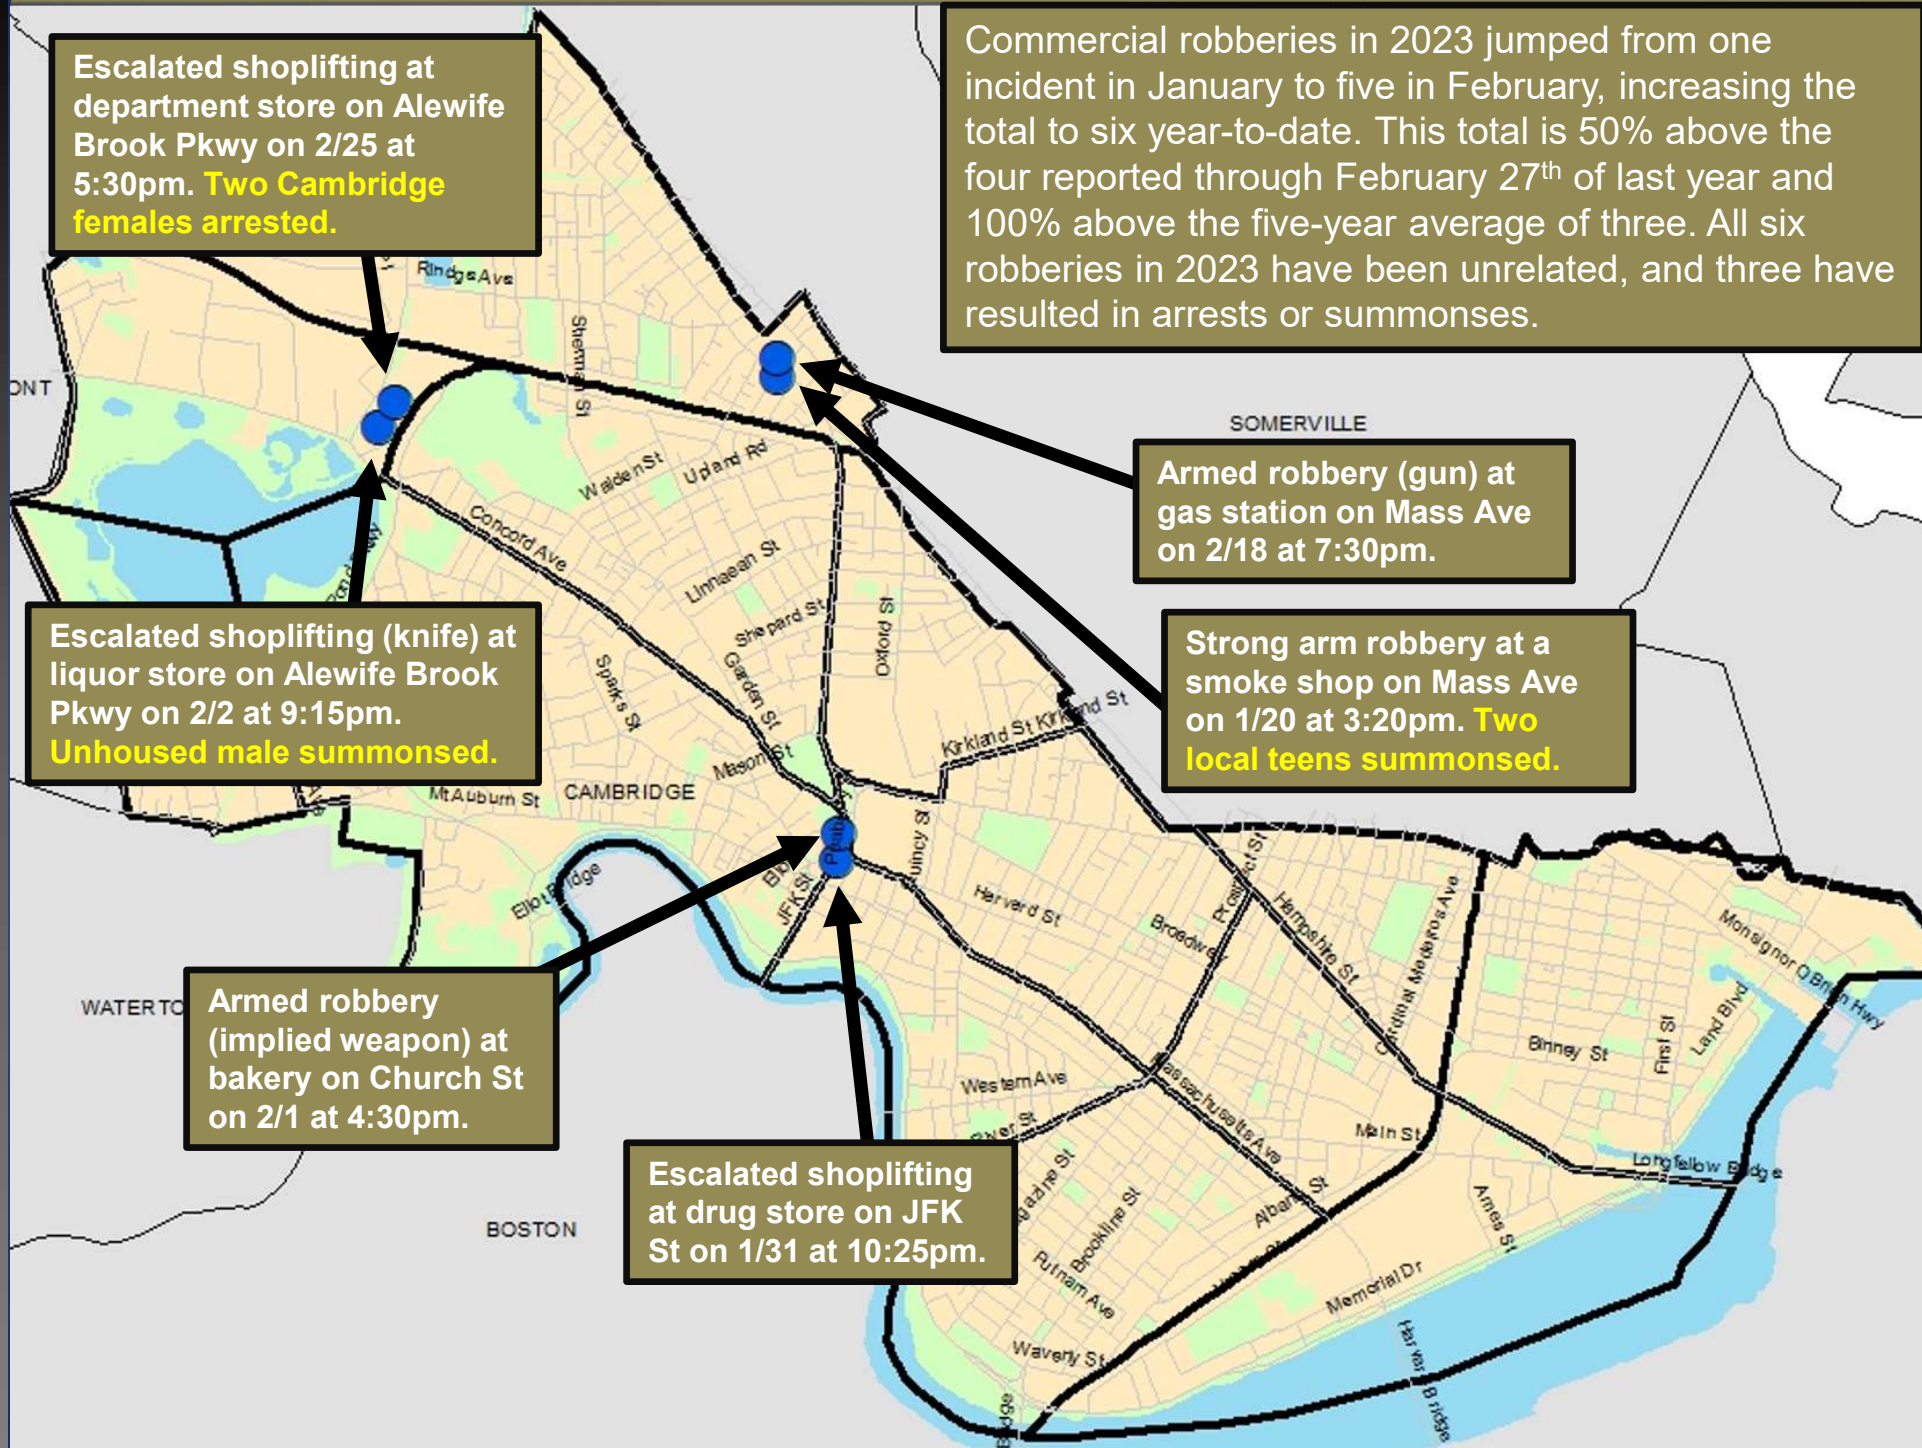 Escalated shoplifting at
department store on Alewife
Brook Pkwy on 2/25 at
5:30pm. Two Cambridge
females arrested.
Commercial robberies in 2023 jumped from one
incident in January to five in February, increasing the
total to six year-to-date. This total is 50% above the
four reported through February 27th of last year and
100% above the five-year average of three. All six
robberies in 2023 have been unrelated, and three have
resulted in arrests or summonses.
Rindge Ave
Sherman St
ONT
SOMERVILLE
Walden St
Upland Rd
Armed robbery (gun) at
gas station on Mass Ave
on 2/18 at 7:30pm.
Concord Ave
Linnaean St
Shepard St
Oxford St
Garden St
Sparks St
Escalated shoplifting (knife) at
liquor store on Alewife Brook
Pkwy on 2/2 at 9:15pm.
Unhoused male summonsed.
Strong arm robbery at a
smoke shop on Mass Ave
on 1/20 at 3:20pm. Two
local teens summonsed.
Kirkland St Kirkland St
Mason St
Mt Auburn St
CAMBRIDGE
Quincy St
JFK St
Eliot Bridge
Harvard St
Broadway
Prospect St
Hampshire St
Cardinal Medeiros Ave
Monsignor O Brien Hwy
Land Blvd
First St
Binney St
WATERTO
Armed robbery
(implied weapon) at
bakery on Church St
on 2/1 at 4:30pm.
Western Ave
River St
Massachusetts Ave
Main St
Longfellow Bridge
Escalated shoplifting
at drug store on JFK
St on 1/31 at 10:25pm.
BOSTON
agazine St
Brookline St
Albany St
Ames St
Putnam Ave
Memorial Dr
Waverly St
Harvard Bridge
Bridge